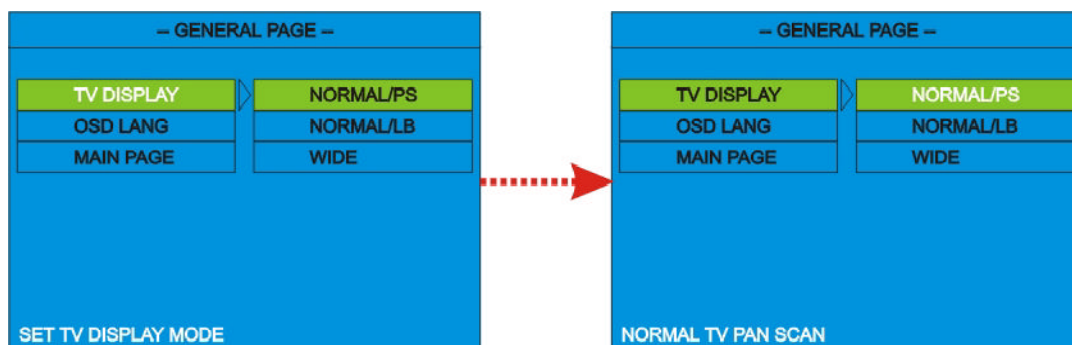 – GENERAL PAGE –
TV DISPLAY NORMAL/PS
OSD LANG NORMAL/LB
MAIN PAGE WIDE
SET TV DISPLAY MODE
– GENERAL PAGE –
TV DISPLAY NORMAL/PS
OSD LANG NORMAL/LB
MAIN PAGE WIDE
NORMAL TV PAN SCAN